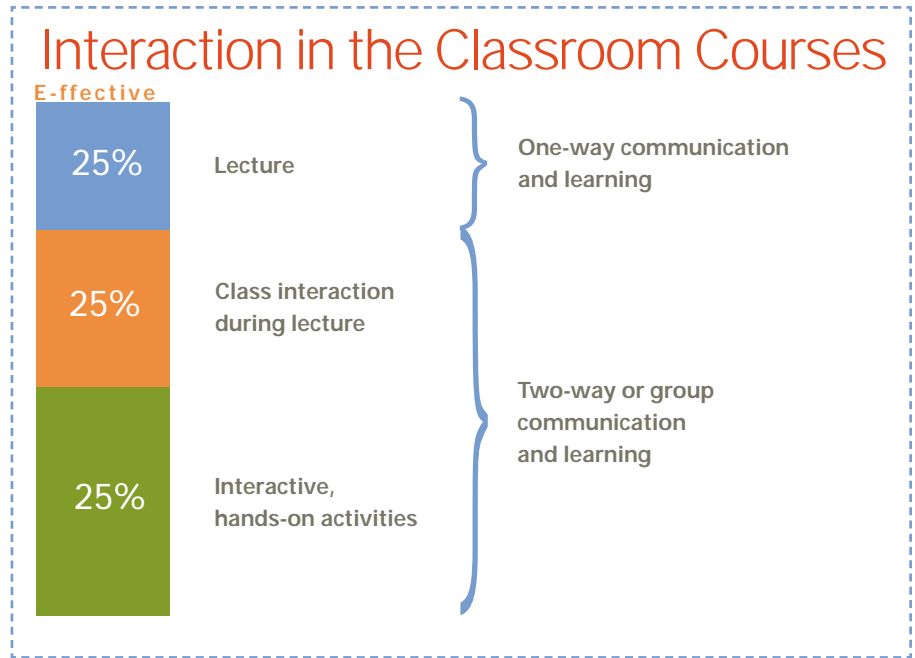 Interaction in the Classroom Courses
E-ffective
25%
Lecture
One-way communication
and learning
25%
Class interaction
during lecture
Two-way or group
communication
and learning
25%
Interactive,
hands-on activities